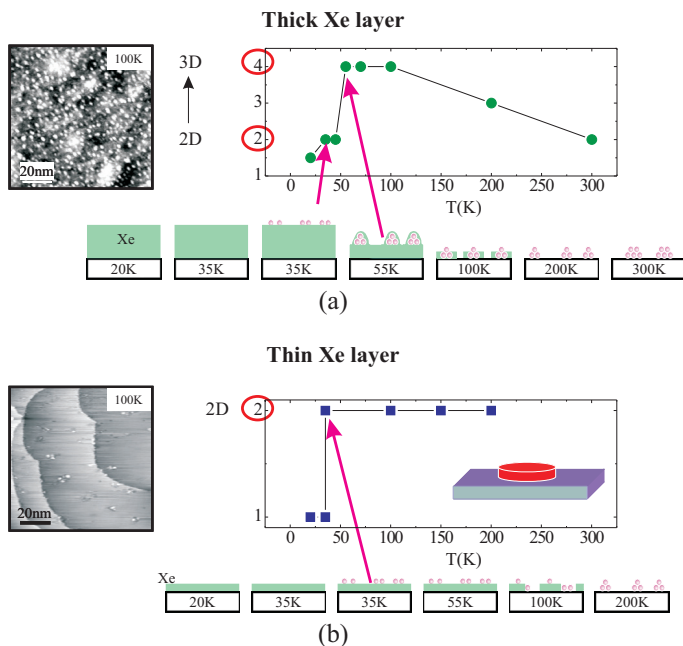 Thick Xe layer
100K
20nm
3D
2D
4
3
2
1
0 50 100 150 200 250 300
T(K)
Xe
20K 35K 35K 55K 100K 200K 300K
(a)
Thin Xe layer
100K
20nm
2D
2
1
0 50 100 150 200 250 300
T(K)
Xe
20K 35K 35K 55K 100K 200K
(b)